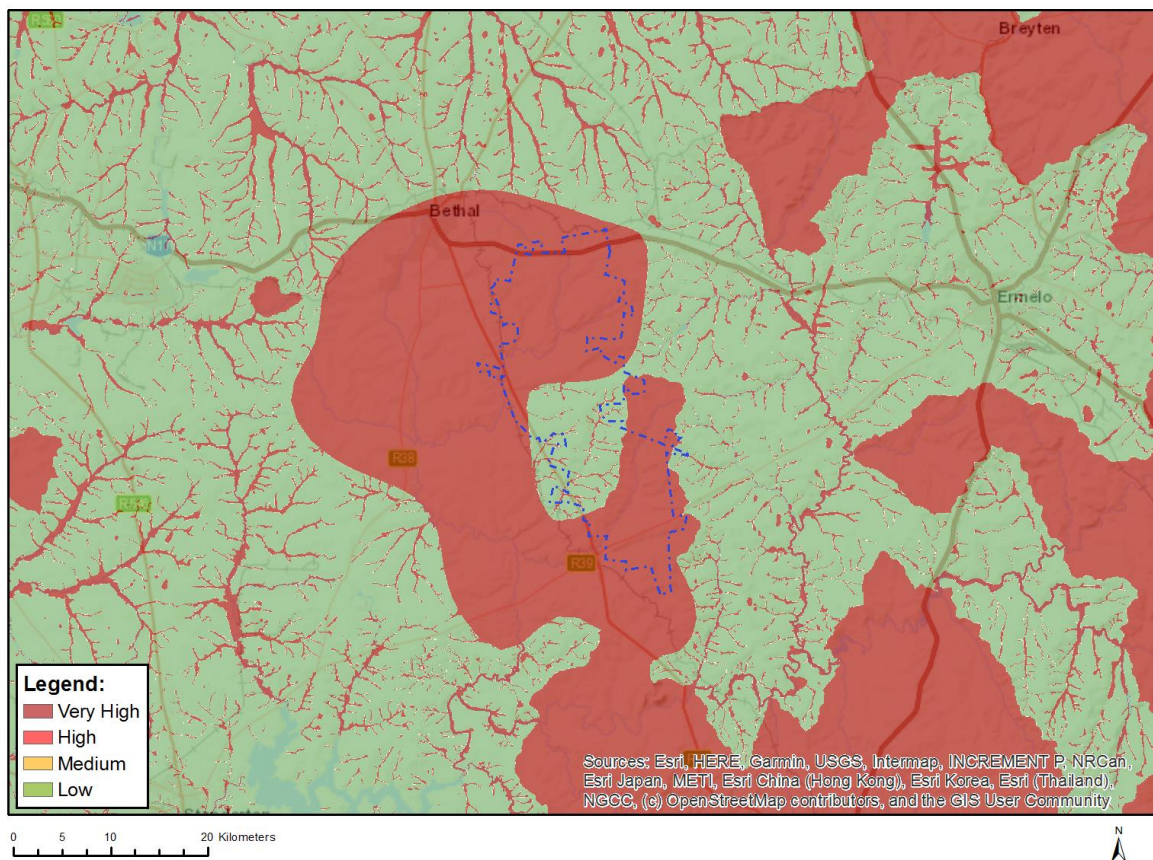 Breyten
Bethal
N17
Ermelo
R38
R39
Legend:
Very High
High
Medium
Low
Sources: Esri, HERE, Garmin, USGS, Intermap, INCREMENT P, NRCan,
Esri Japan, METI, Esri China (Hong Kong), Esri Korea, Esri (Thailand),
NGCC, (c) OpenStreetMap contributors, and the GIS User Community
0 5 10 20 Kilometers
N